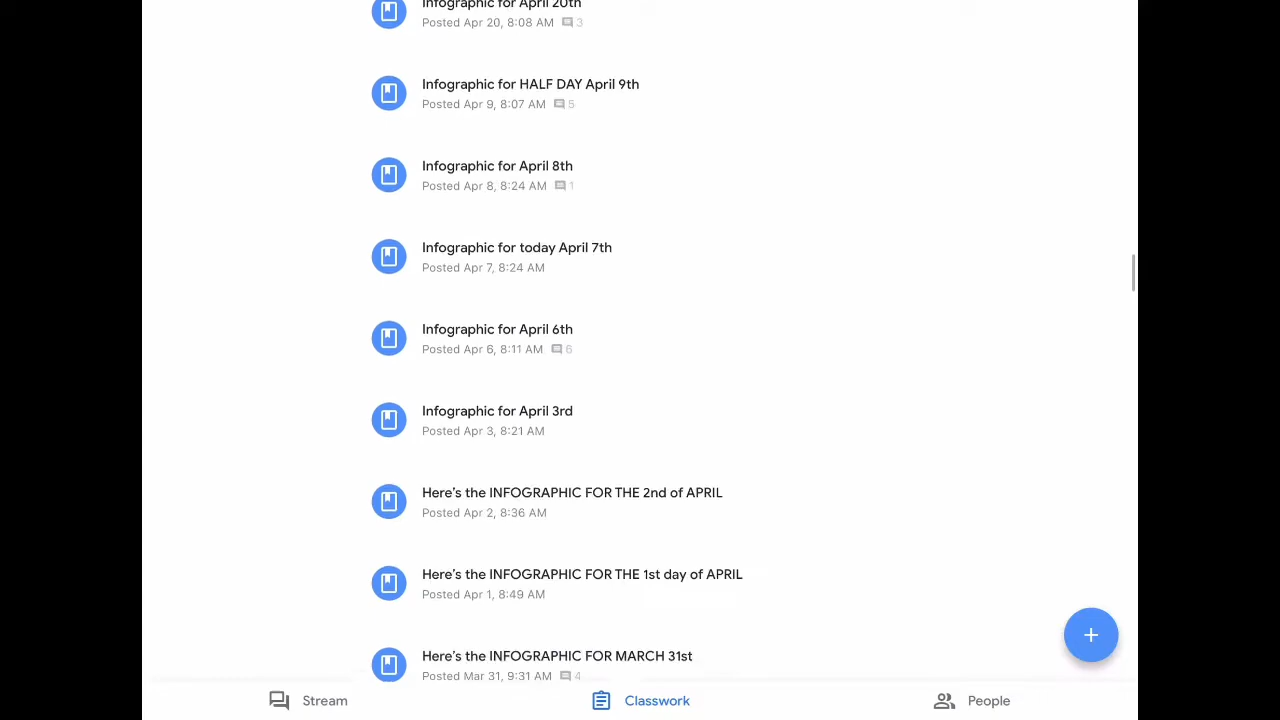 Infographic for April 20th
Posted Apr 20, 8:08 AM 3
Infographic for HALF DAY April 9th
Posted Apr 9, 8:07 AM 5
Infographic for April 8th
Posted Apr 8, 8:24 AM 1
Infographic for today April 7th
Posted Apr 7, 8:24 AM
Infographic for April 6th
Posted Apr 6, 8:11 AM 6
Infographic for April 3rd
Posted Apr 3, 8:21 AM
Here's the INFOGRAPHIC FOR THE 2nd of APRIL
Posted Apr 2, 8:36 AM
Here's the INFOGRAPHIC FOR THE 1st day of APRIL
Posted Apr 1, 8:49 AM
Here's the INFOGRAPHIC FOR MARCH 31st
Posted Mar 31, 9:31 AM 4
Stream Classwork People